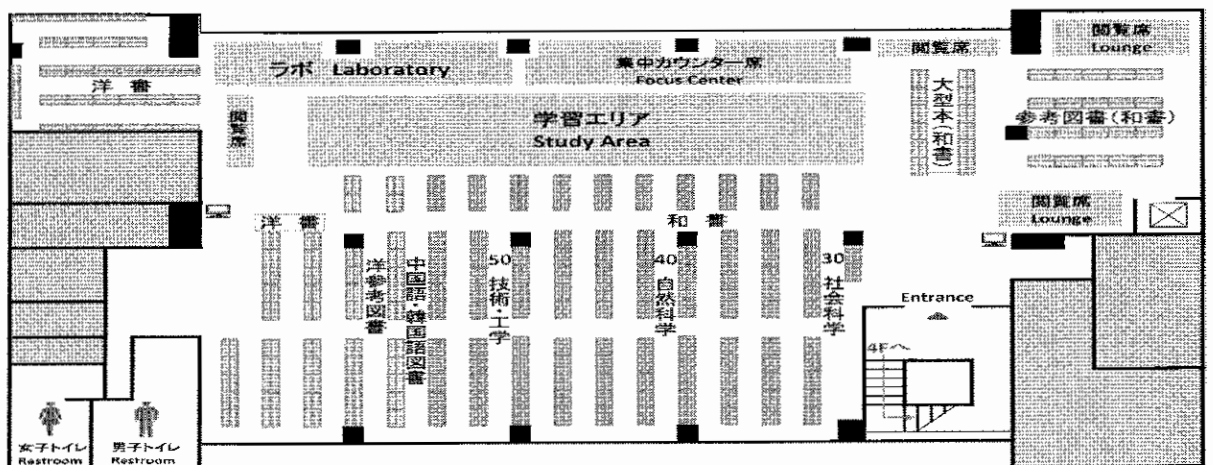 洋書
ラボ Laboratory
集中カウンター席
Focus Center
閲覧席
閲覧席
Lounge
閲覧席
学習エリア
Study Area
大型本(和書)
参考図書(和書)
閲覧席
Lounge
洋書
和書
洋参考図書
中国語・韓国語図書
50 技術・工学
40 自然科学
30 社会科学
Entrance
4Fへ
女子トイレ
Restroom
男子トイレ
Restroom